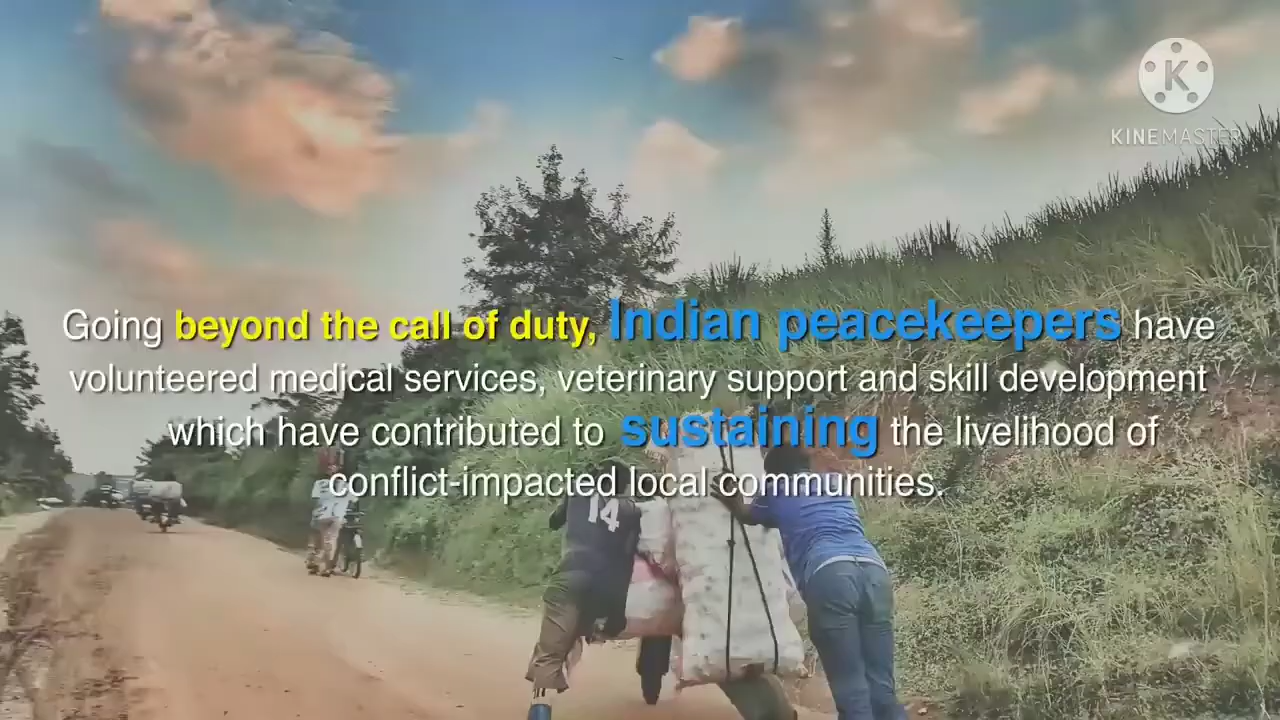 K
KINEMASTER
Going beyond the call of duty, Indian peacekeepers have
volunteered medical services, veterinary support and skill development
which have contributed to sustaining the livelihood of
conflict-impacted local communities.
14